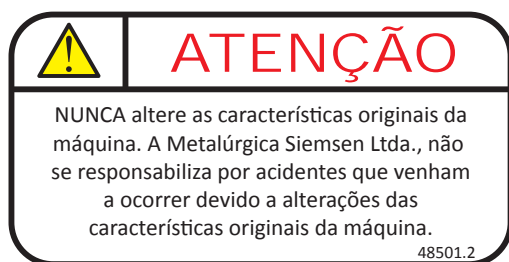 ATENÇÃO
NUNCA altere as características originais da
máquina. A Metalúrgica Siemsen Ltda., não
se responsabiliza por acidentes que venham
a ocorrer devido a alterações das
características originais da máquina.
48501.2